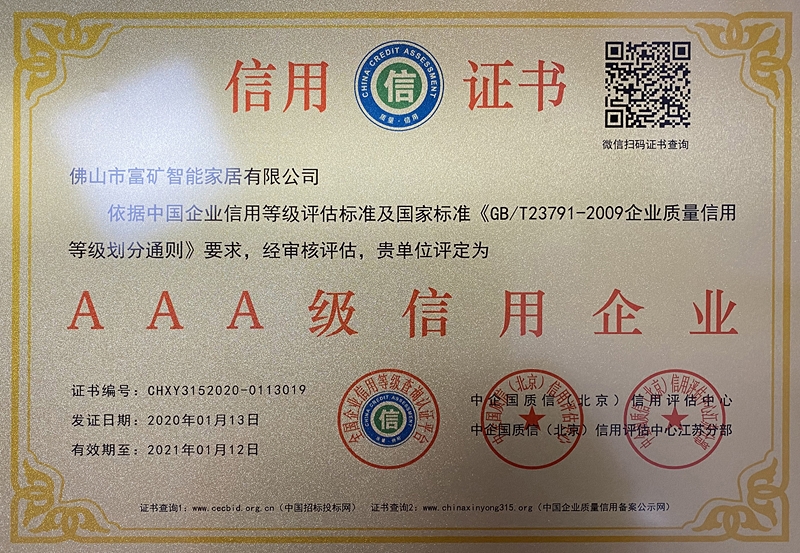 信用 证书
CHINA CREDIT ASSESSMENT
信
质量·信用
微信扫码证书查询
佛山市富矿智能家居有限公司
依据中国企业信用等级评估标准及国家标准《GB/T23791-2009企业质量信用
等级划分通则》要求，经审核评估，贵单位评定为
AAA级信用企业
证书编号：CHXY3152020-0113019
发证日期：2020年01月13日
有效期至：2021年01月12日
CHINA CREDIT ASSESSMENT
信
中企国质信（北京）信用评估中心
中企国质信（北京）信用评估中心江苏分部
证书查询1：www.cecbid.org.cn（中国招标投标网） 证书查询2：www.chinaxinyong315.org（中国企业质量信用备案公示网）